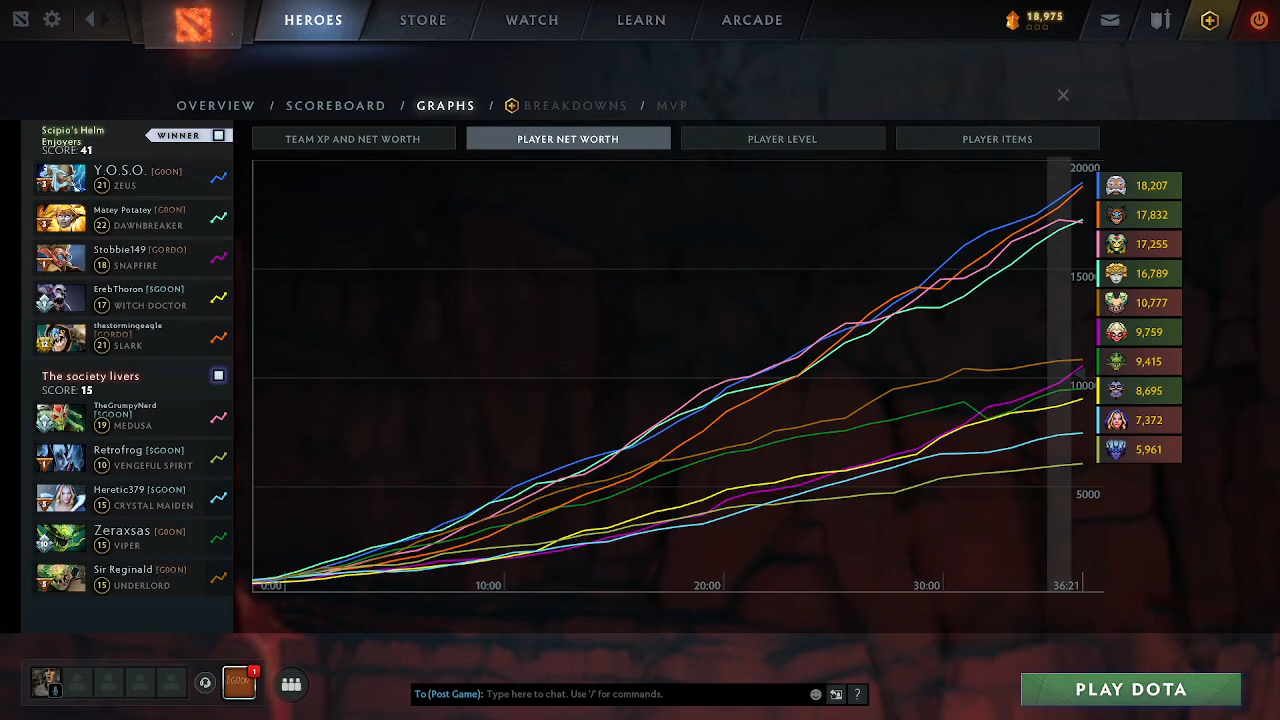 HEROES
STORE
WATCH
LEARN
ARCADE
18,975
OVERVIEW / SCOREBOARD / GRAPHS / BREAKDOWNS / MVP
TEAM XP AND NET WORTH
PLAYER NET WORTH
PLAYER LEVEL
PLAYER ITEMS
Scipio's Helm
Enjoyers
SCORE: 41
WINNER
Y.O.S.O. [GOON]
21 ZEUS
Matey Potatey [GOON]
22 DAWNBREAKER
Stobbie149 [GORDO]
18 SNAPFIRE
ErebThoron [SGOON]
17 WITCH DOCTOR
thestormingeagle
[GORDO]
21 SLARK
The society livers
SCORE: 15
TheGrumpyNerd
[SGOON]
19 MEDUSA
Retrofrog [SGOON]
10 VENGEFUL SPIRIT
Heretic379 [SGOON]
15 CRYSTAL MAIDEN
Zeraxsas [GOON]
15 VIPER
Sir Reginald [GOON]
15 UNDERLORD
20000
15000
10000
5000
0:00
10:00
20:00
30:00
36:21
18,207
17,832
17,255
16,789
10,777
9,759
9,415
8,695
7,372
5,961
SGOON
1
To (Post Game): Type here to chat. Use '/' for commands.
?
PLAY DOTA